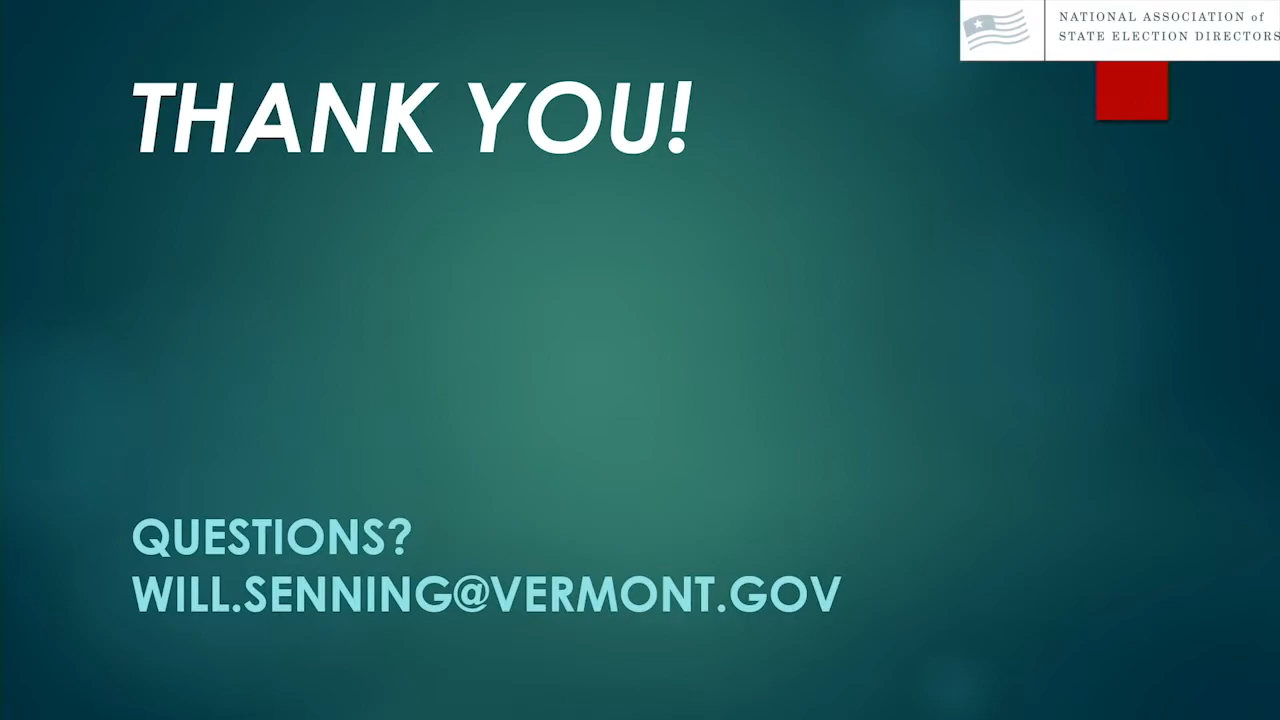 NATIONAL ASSOCIATION of
STATE ELECTION DIRECTORS
THANK YOU!
QUESTIONS?
WILL.SENNING@VERMONT.GOV